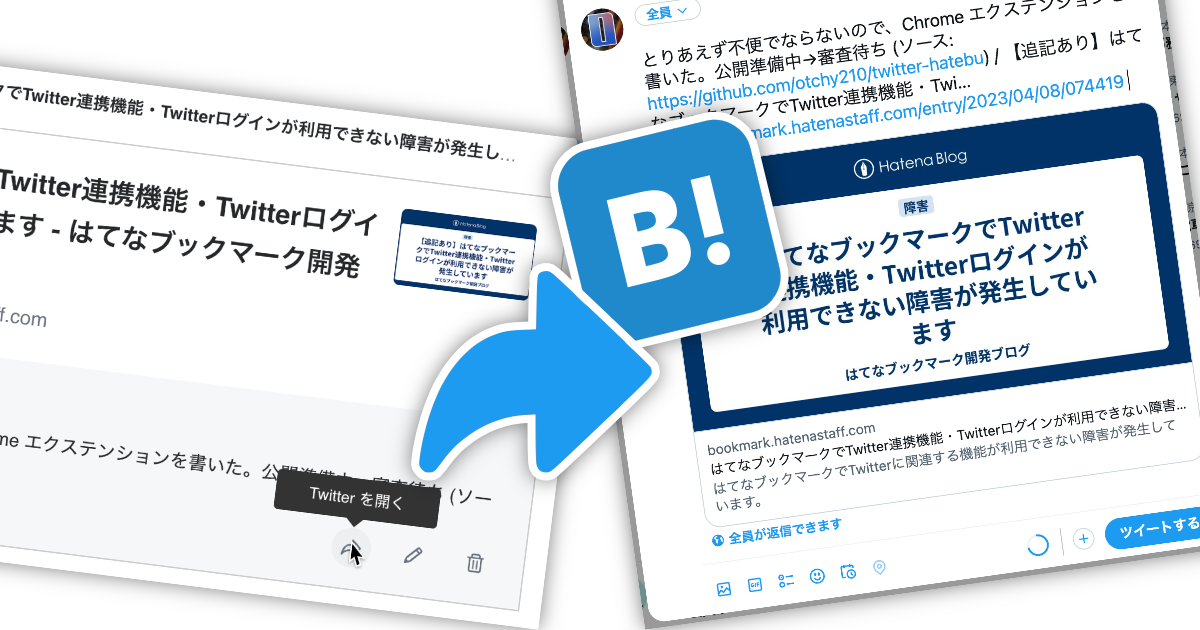 でTwitter連携機能・Twitterログインが利用できない障害が発生し…
Twitter連携機能・Twitterログイ
ます - はてなブックマーク開発
f.com
Hatena Blog
障害
【追記あり】はてなブックマー
クでTwitter連携機能・Twitter
ログインが利用できない障害が
発生しています
はてなブックマーク開発ブログ
me エクステンションを書いた。公開準備中
(ソー
Twitter を開く
B!
全員
とりあえず不便でならないので、Chrome エクステンションを
書いた。公開準備中→審査待ち (ソース:
https://github.com/otchy210/twitter-hatebu) / 【追記あり】はて
なブックマークでTwitter連携機能・Twi...
mark.hatenastaff.com/entry/2023/04/08/074419
Hatena Blog
障害
てなブックマークでTwitter
連携機能・Twitterログインが
利用できない障害が発生してい
ます
はてなブックマーク開発ブログ
bookmark.hatenastaff.com
はてなブックマークでTwitter連携機能・Twitterログインが利用できない障害…
はてなブックマークでTwitterに関連する機能が利用できない障害が発生して
います。
全員が返信できます
GIF
ツイートする